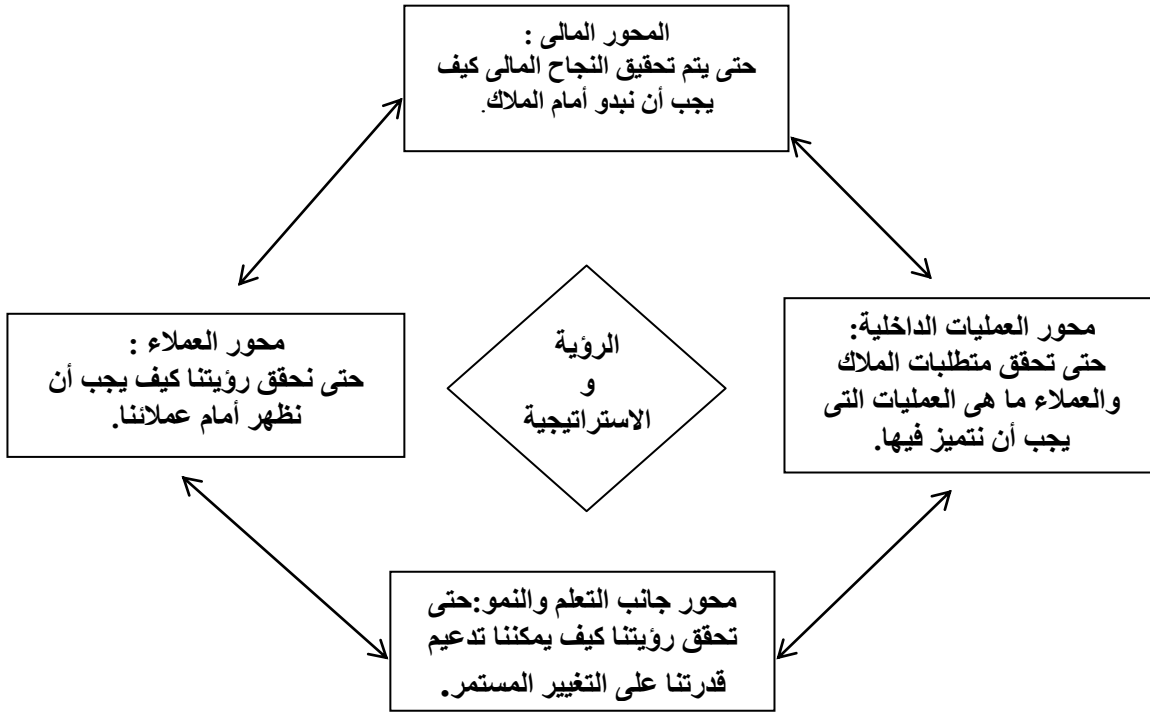 المحور المالى :
حتى يتم تحقيق النجاح المالى كيف
يجب أن نبدو أمام الملاك.
محور العمليات الداخلية:
حتى تحقق متطلبات الملاك
والعملاء ما هى العمليات التى
يجب أن نتميز فيها.
الرؤية
و
الاستراتيجية
محور العملاء :
حتى نحقق رؤيتنا كيف يجب أن
نظهر أمام عملائنا.
محور جانب التعلم والنمو:حتى
تحقق رؤيتنا كيف يمكننا تدعيم
قدرتنا على التغيير المستمر.